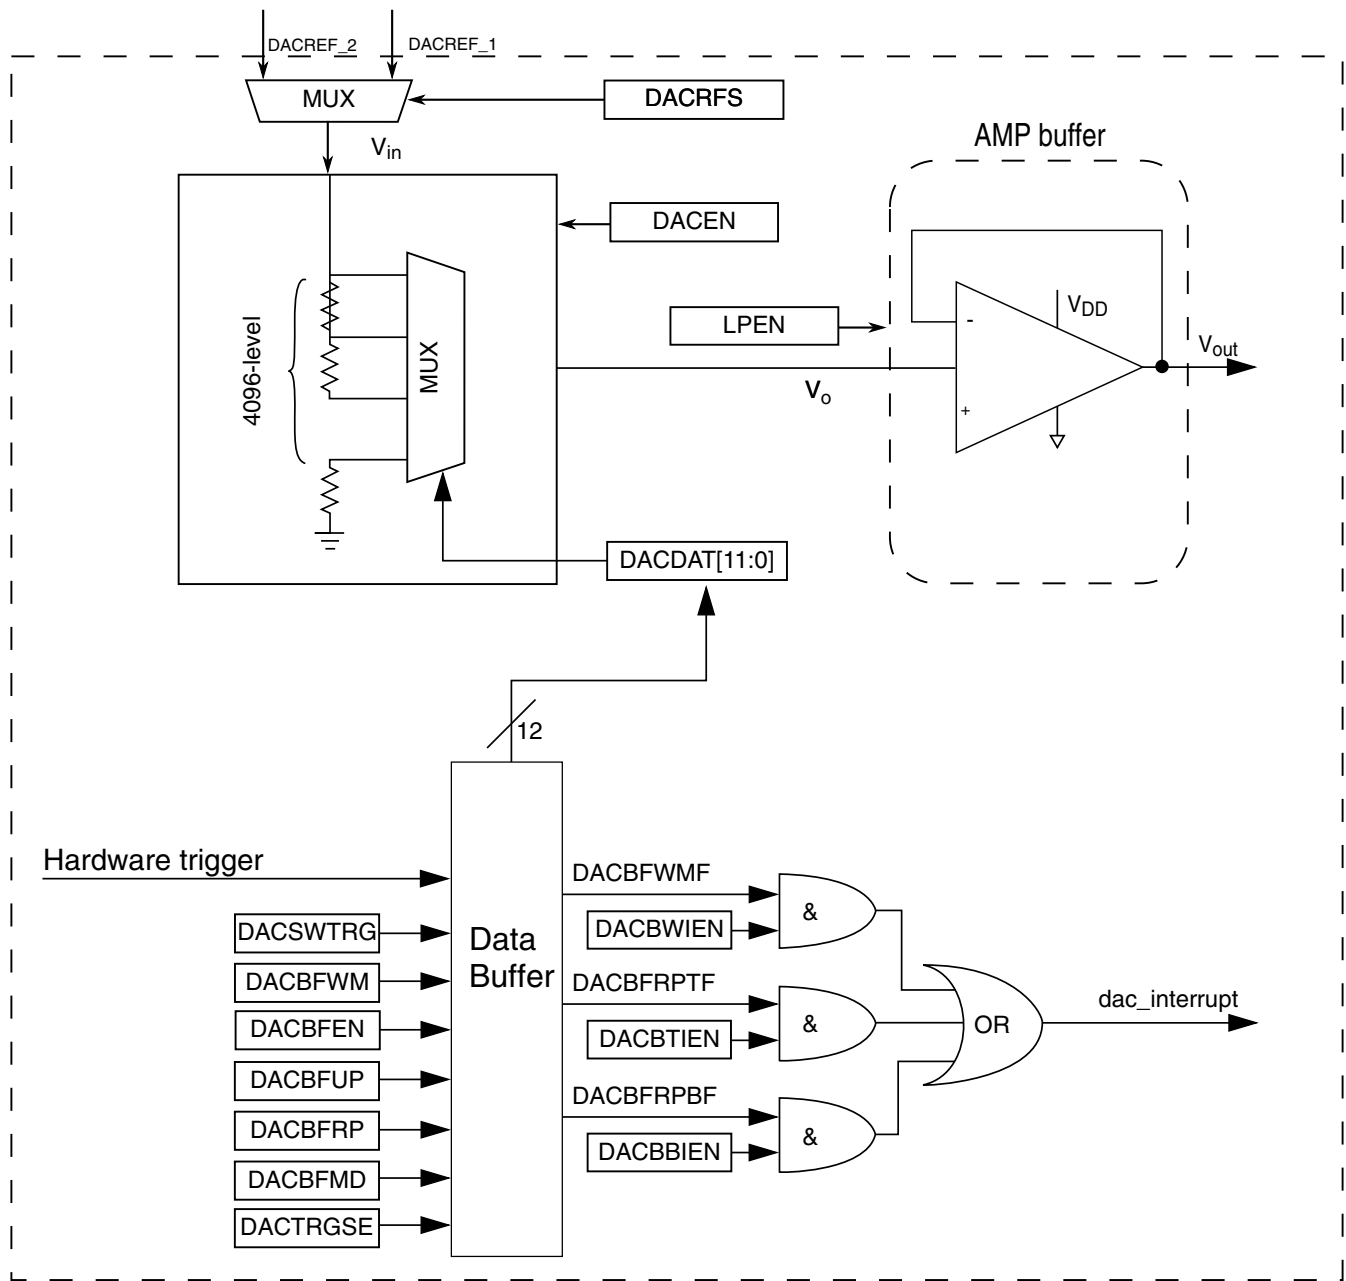 DACREF_2
DACREF_1
MUX
DACRFS
Vin
AMP buffer
DACEN
4096-level
MUX
LPEN
VDD
-
+
Vo
Vout
DACDAT[11:0]
12
Hardware trigger
DACSWTRG
DACBFWM
DACBFEN
DACBFUP
DACBFRP
DACBFMD
DACTRGSE
Data
Buffer
DACBFWMF
DACBWIEN
&
DACBFRPTF
DACBTIEN
&
DACBFRPBF
DACBBIEN
&
OR
dac_interrupt